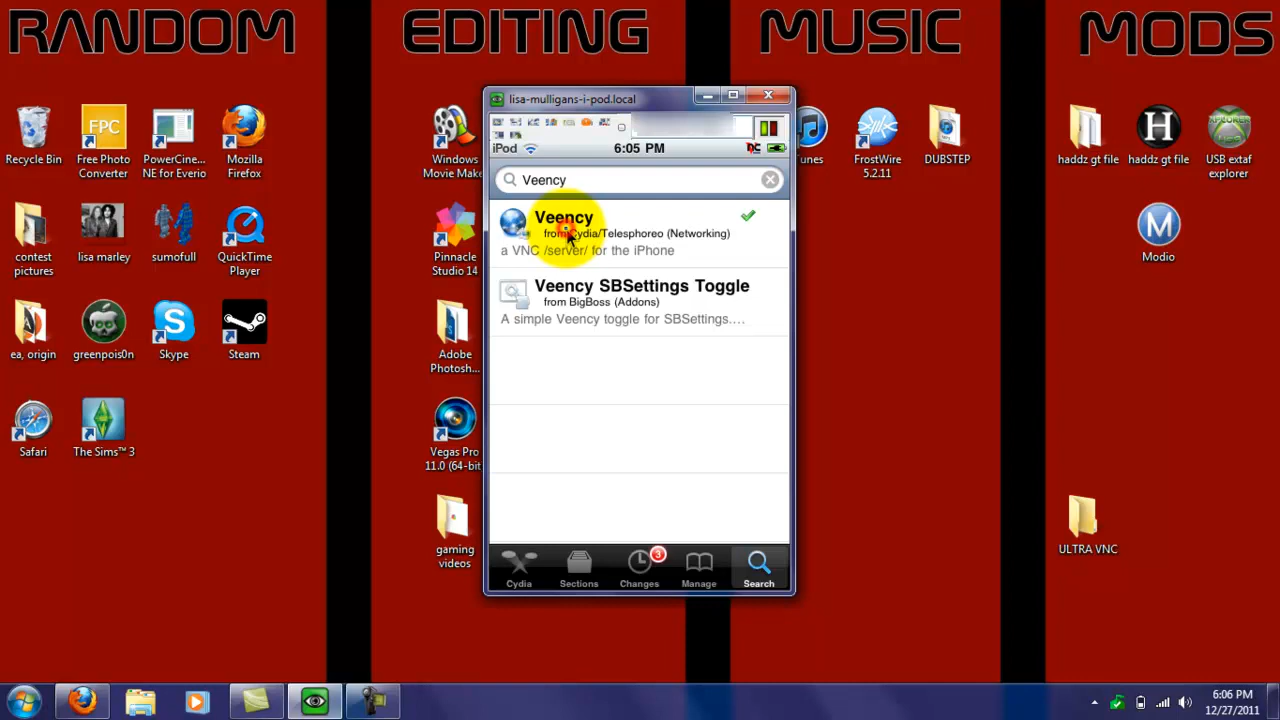 RANDOM
EDITING
MUSIC
MODS
Recycle Bin
Free Photo
Converter
PowerCine...
NE for Everio
Mozilla
Firefox
contest
pictures
lisa marley
sumofull
QuickTime
Player
ea, origin
greenpois0n
Skype
Steam
Safari
The Sims™ 3
Windows
Movie Make
Pinnacle
Studio 14
Adobe
Photosh...
Vegas Pro
11.0 (64-bit
gaming
videos
lisa-mulligans-i-pod.local
iPod
6:05 PM
Veency
Veency
from Cydia/Telesphoreo (Networking)
a VNC /server/ for the iPhone
Veency SBSettings Toggle
from BigBoss (Addons)
A simple Veency toggle for SBSettings....
Cydia
Sections
3
Changes
Manage
Search
Tunes
FrostWire
5.2.11
DUBSTEP
haddz gt file
haddz gt file
USB extaf
explorer
Modio
ULTRA VNC
6:06 PM
12/27/2011